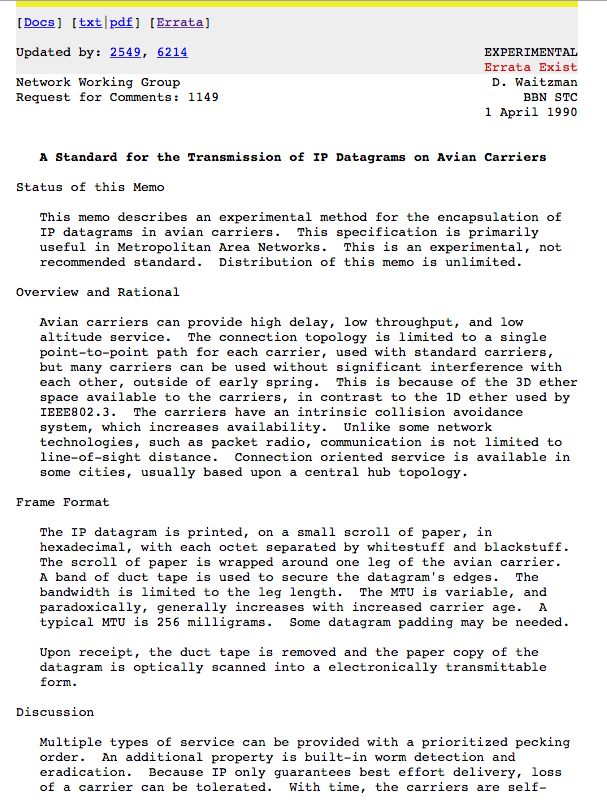 [Docs] [txt|pdf] [Errata]
Updated by: 2549, 6214 EXPERIMENTAL
Errata Exist
Network Working Group D. Waitzman
Request for Comments: 1149 BBN STC
1 April 1990
A Standard for the Transmission of IP Datagrams on Avian Carriers
Status of this Memo
This memo describes an experimental method for the encapsulation of
IP datagrams in avian carriers. This specification is primarily
useful in Metropolitan Area Networks. This is an experimental, not
recommended standard. Distribution of this memo is unlimited.
Overview and Rational
Avian carriers can provide high delay, low throughput, and low
altitude service. The connection topology is limited to a single
point-to-point path for each carrier, used with standard carriers,
but many carriers can be used without significant interference with
each other, outside of early spring. This is because of the 3D ether
space available to the carriers, in contrast to the 1D ether used by
IEEE802.3. The carriers have an intrinsic collision avoidance
system, which increases availability. Unlike some network
technologies, such as packet radio, communication is not limited to
line-of-sight distance. Connection oriented service is available in
some cities, usually based upon a central hub topology.
Frame Format
The IP datagram is printed, on a small scroll of paper, in
hexadecimal, with each octet separated by whitestuff and blackstuff.
The scroll of paper is wrapped around one leg of the avian carrier.
A band of duct tape is used to secure the datagram's edges. The
bandwidth is limited to the leg length. The MTU is variable, and
paradoxically, generally increases with increased carrier age. A
typical MTU is 256 milligrams. Some datagram padding may be needed.
Upon receipt, the duct tape is removed and the paper copy of the
datagram is optically scanned into a electronically transmittable
form.
Discussion
Multiple types of service can be provided with a prioritized pecking
order. An additional property is built-in worm detection and
eradication. Because IP only guarantees best effort delivery, loss
of a carrier can be tolerated. With time, the carriers are self-